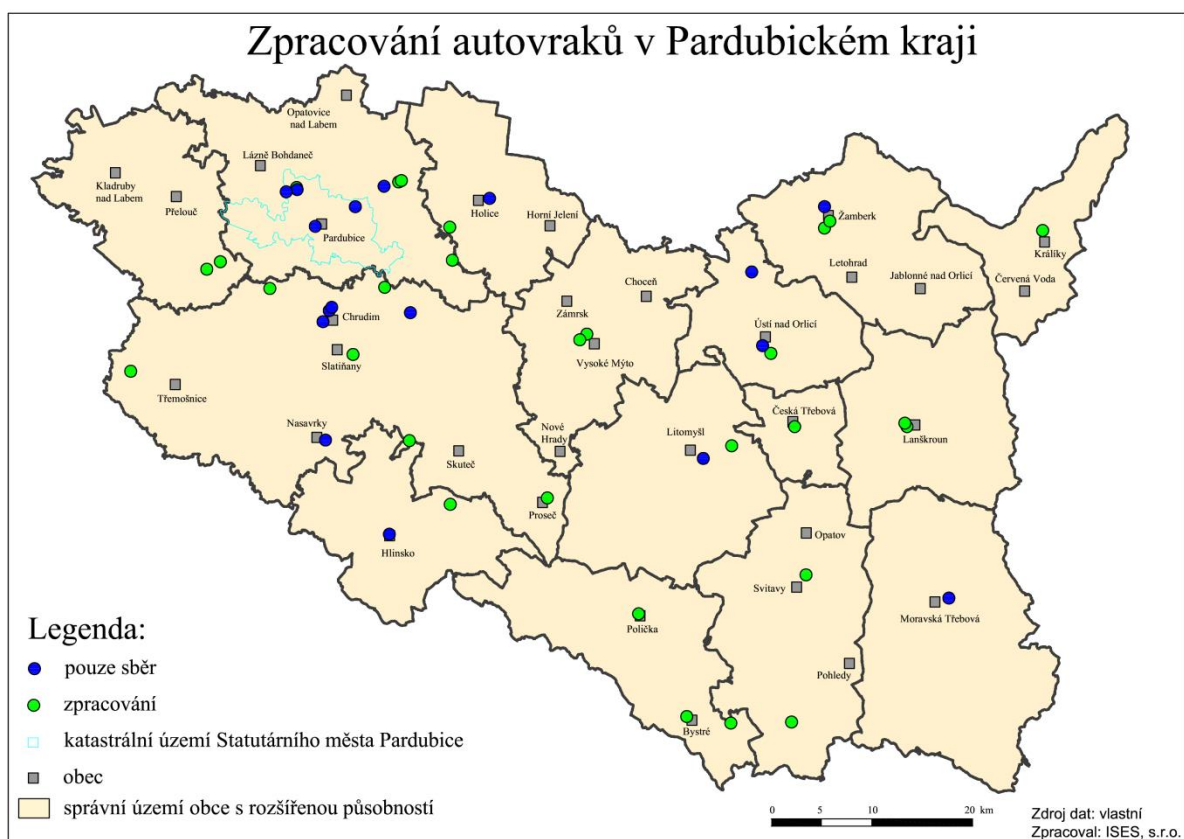 Zpracování autovraků v Pardubickém kraji
Opatovice
nad Labem
Lázně Bohdaneč
Kladruby
nad Labem
Přelouč
Holice
Horní Jelení
Pardubice
Žamberk
Králíky
Letohrad
Jablonné nad Orlicí
Červená Voda
Choceň
Zámrsk
Chrudim
Ústí nad Orlicí
Vysoké Mýto
Slatiňany
Třemošnice
Česká Třebová
Lanškroun
Nasavrky
Nové
Hrady
Litomyšl
Skuteč
Proseč
Opatov
Hlinsko
Svitavy
Moravská Třebová
Polička
Pohledy
Bystré
Legenda:
pouze sběr
zpracování
katastrální území Statutárního města Pardubice
obec
správní území obce s rozšířenou působností
0 5 10 20 km
Zdroj dat: vlastní
Zpracoval: ISES, s.r.o.